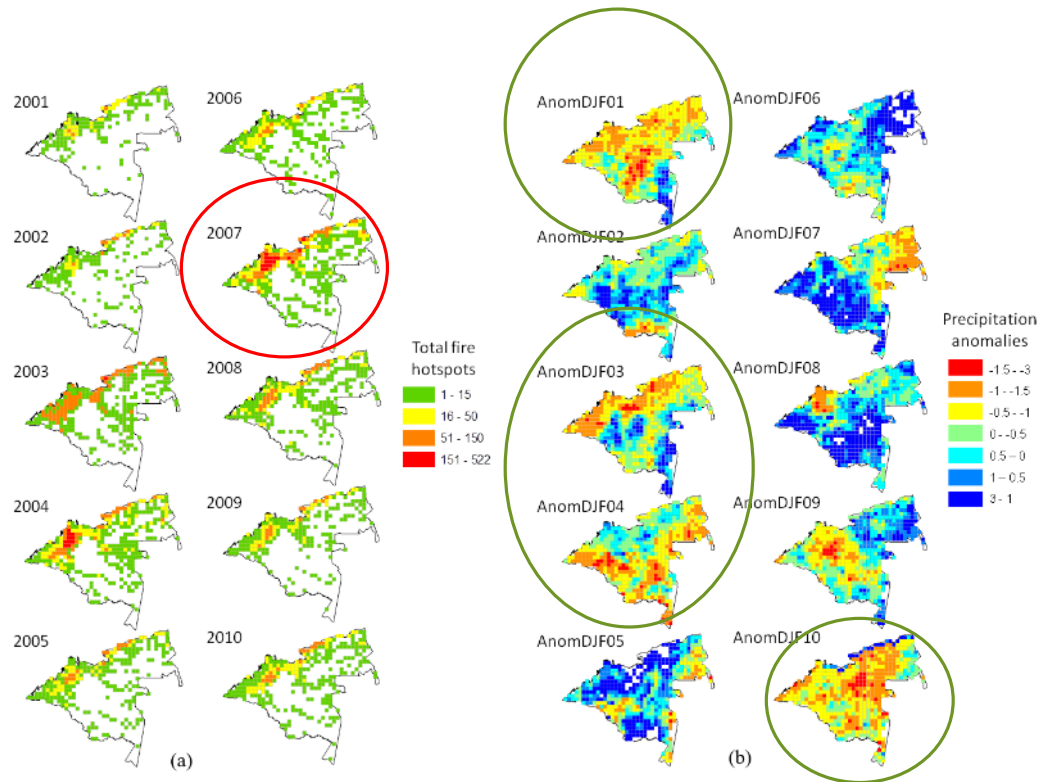 2001
2006
AnomDJF01
AnomDJF06
2002
2007
AnomDJF02
AnomDJF07
2003
2008
Total fire
hotspots
1 - 15
16 - 50
51 - 150
151 - 522
AnomDJF03
AnomDJF08
Precipitation
anomalies
-1.5 - -3
-1 - -1.5
-0.5 - -1
0 - -0.5
0.5 – 0
1 – 0.5
3 - 1
2004
2009
AnomDJF04
AnomDJF09
2005
2010
AnomDJF05
AnomDJF10
(a)
(b)